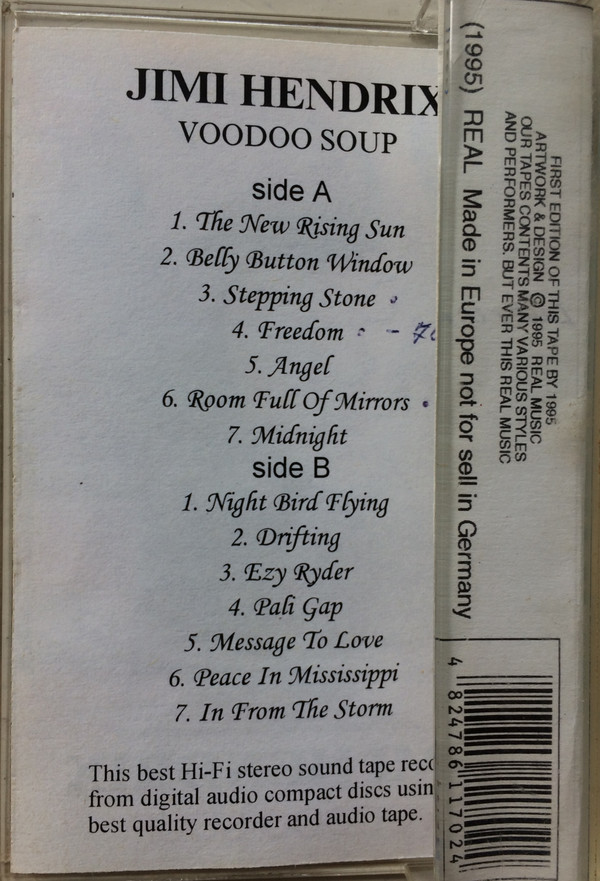 JIMI HENDRIX
VOODOO SOUP
side A
1. The New Rising Sun
2. Belly Button Window
3. Stepping Stone
4. Freedom
5. Angel
6. Room Full Of Mirrors
7. Midnight
side B
1. Night Bird Flying
2. Drifting
3. Ezy Ryder
4. Pali Gap
5. Message To Love
6. Peace In Mississippi
7. In From The Storm
This best Hi-Fi stereo sound tape
from digital audio compact discs
best quality recorder and audio tape.
(1995) REAL Made in Europe not for sell in Germany
FIRST EDITION OF THIS TAPE BY 1995
ARTWORK & DESIGN © 1995 REAL MUSIC
OUR TAPES CONTENTS MANY VARIOUS STYLES
AND PERFORMERS. BUT EVER THIS REAL MUSIC
4 824786 117024